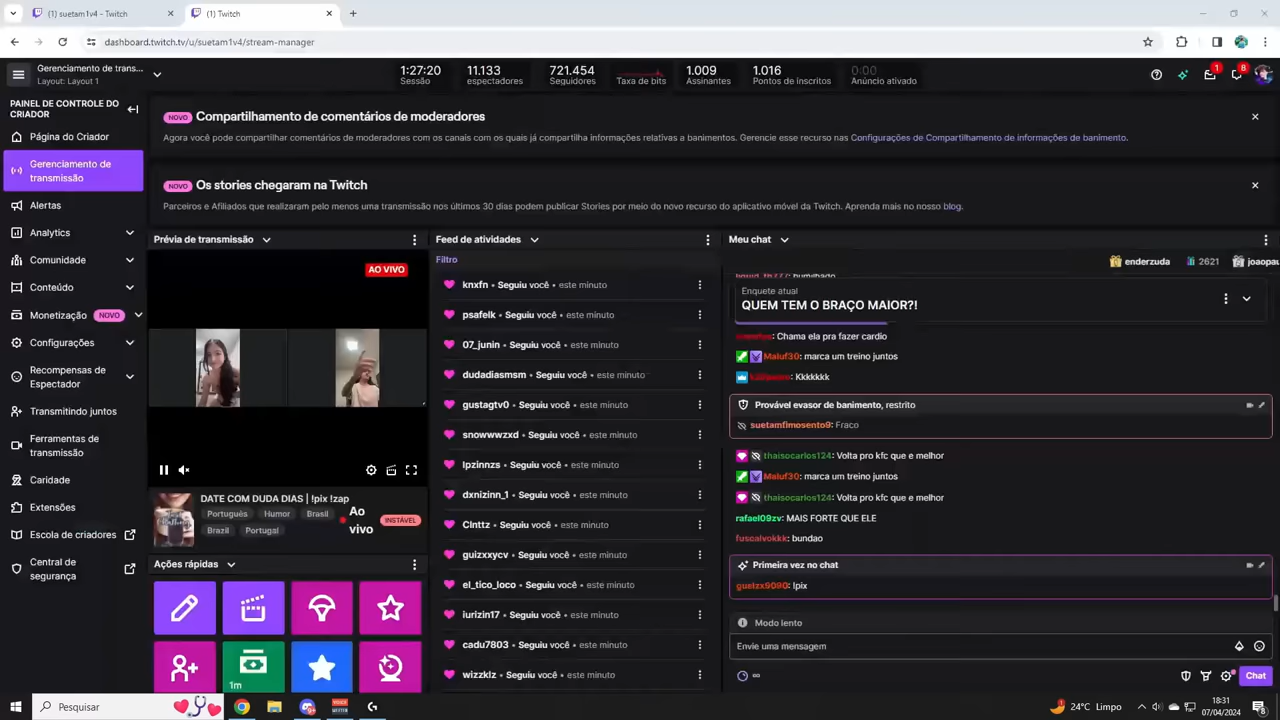 (1) suetam1v4 - Twitch
(1) Twitch
dashboard.twitch.tv/u/suetam1v4/stream-manager
Gerenciamento de trans...
Layout: Layout 1
1:27:20
Sessão
11.133
espectadores
721.454
Seguidores
Taxa de bits
1.009
Assinantes
1.016
Pontos de inscritos
0:00
Anúncio ativado
1
6
PAINEL DE CONTROLE DO
CRIADOR
Página do Criador
Gerenciamento de
transmissão
Alertas
Analytics
Comunidade
Conteúdo
Monetização NOVO
Configurações
Recompensas de
Espectador
Transmitindo juntos
Ferramentas de
transmissão
Caridade
Extensões
Escola de criadores
Central de
segurança
NOVO Compartilhamento de comentários de moderadores
Agora você pode compartilhar comentários de moderadores com os canais com os quais já compartilha informações relativas a banimentos. Gerencie esse recurso nas Configurações de Compartilhamento de informações de banimento.
NOVO Os stories chegaram na Twitch
Parceiros e Afiliados que realizaram pelo menos uma transmissão nos últimos 30 dias podem publicar Stories por meio do novo recurso do aplicativo móvel da Twitch. Aprenda mais no nosso blog.
Prévia de transmissão
AO VIVO
DATE COM DUDA DIAS | !pix !zap
Português Humor Brasil
Brazil Portugal
Ao
vivo
INSTÁVEL
Ações rápidas
1m
Feed de atividades
Filtro
knxfn • Seguiu você • este minuto
psafelk • Seguiu você • este minuto
07_junin • Seguiu você • este minuto
dudadiasmsm • Seguiu você • este minuto
gustagtv0 • Seguiu você • este minuto
snowwwzxd • Seguiu você • este minuto
lpzinnzs • Seguiu você • este minuto
dxnizinn_1 • Seguiu você • este minuto
Clnttz • Seguiu você • este minuto
guizxxycv • Seguiu você • este minuto
el_tico_loco • Seguiu você • este minuto
iurizin17 • Seguiu você • este minuto
cadu7803 • Seguiu você • este minuto
wizzklz • Seguiu você • este minuto
Meu chat
enderzuda 2621 joaopau
Enquete atual
QUEM TEM O BRAÇO MAIOR?!
: Chama ela pra fazer cardio
Maluf30: marca um treino juntos
: Kkkkkkk
Provável evasor de banimento, restrito
suetamfimosento9: Fraco
thaisocarlos124: Volta pro kfc que e melhor
Maluf30: marca um treino juntos
thaisocarlos124: Volta pro kfc que e melhor
rafael09zv: MAIS FORTE QUE ELE
fuscalvokkk: bundao
Primeira vez no chat
guetzx9090: !pix
Modo lento
Envie uma mensagem
Chat
Pesquisar
24°C Limpo
18:31
07/04/2024
8